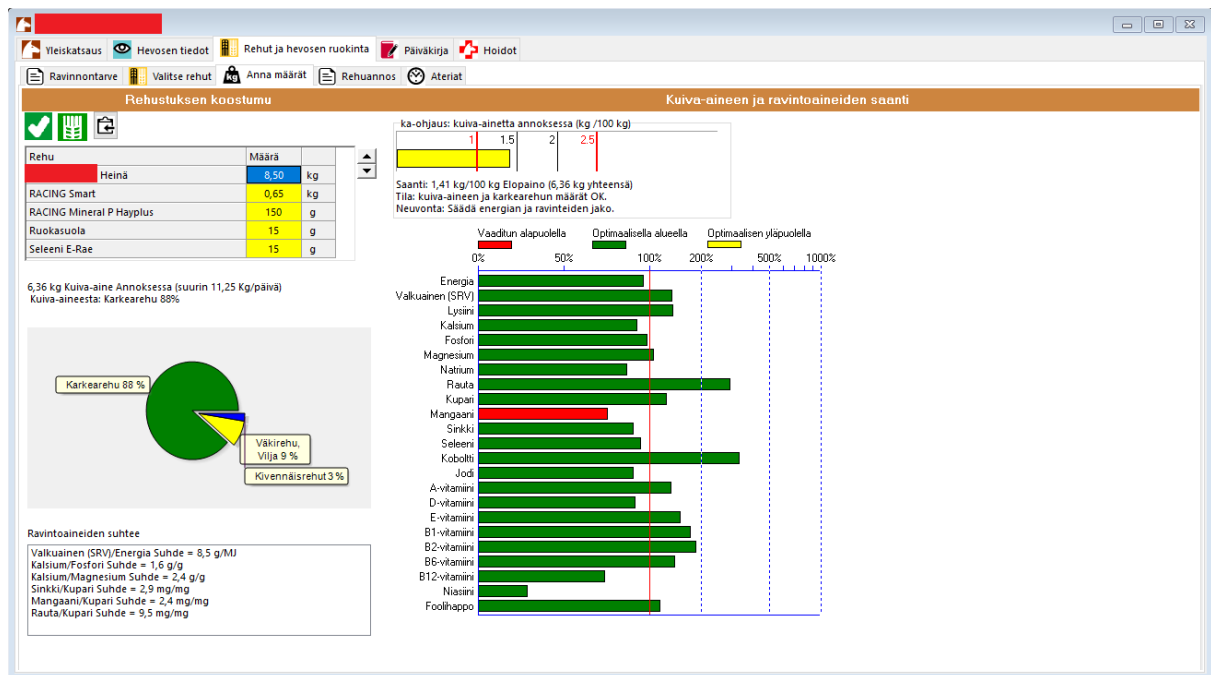 Yleiskatsaus Hevosen tiedot Rehut ja hevosen ruokinta Päiväkirja Hoidot
Ravinnontarve Valitse rehut Anna määrät Rehuannos Ateriat
Rehustuksen koostumu
Kuiva-aineen ja ravintoaineiden saanti
Rehu Määrä
Heinä 8,50 kg
RACING Smart 0,65 kg
RACING Mineral P Hayplus 150 g
Ruokasuola 15 g
Seleeni E-Rae 15 g
6,36 kg Kuiva-aine Annoksessa (suurin 11,25 Kg/päivä)
Kuiva-aineesta: Karkearehu 88%
Karkearehu 88 %
Väkirehu,
Vilja 9 %
Kivennäisrehut 3 %
Ravintoaineiden suhtee
Valkuainen (SRV)/Energia Suhde = 8,5 g/MJ
Kalsium/Fosfori Suhde = 1,6 g/g
Kalsium/Magnesium Suhde = 2,4 g/g
Sinkki/Kupari Suhde = 2,9 mg/mg
Mangaani/Kupari Suhde = 2,4 mg/mg
Rauta/Kupari Suhde = 9,5 mg/mg
ka-ohjaus: kuiva-ainetta annoksessa (kg /100 kg)
1 1.5 2 2.5
Saanti: 1,41 kg/100 kg Elopaino (6,36 kg yhteensä)
Tila: kuiva-aineen ja karkearehun määrät OK.
Neuvonta: Säädä energian ja ravinteiden jako.
Vaaditun alapuolella Optimaalisella alueella Optimaalisen yläpuolella
0% 50% 100% 200% 500% 1000%
Energia
Valkuainen (SRV)
Lysiini
Kalsium
Fosfori
Magnesium
Natrium
Rauta
Kupari
Mangaani
Sinkki
Seleeni
Koboltti
Jodi
A-vitamiini
D-vitamiini
E-vitamiini
B1-vitamiini
B2-vitamiini
B6-vitamiini
B12-vitamiini
Niasiini
Foolihappo